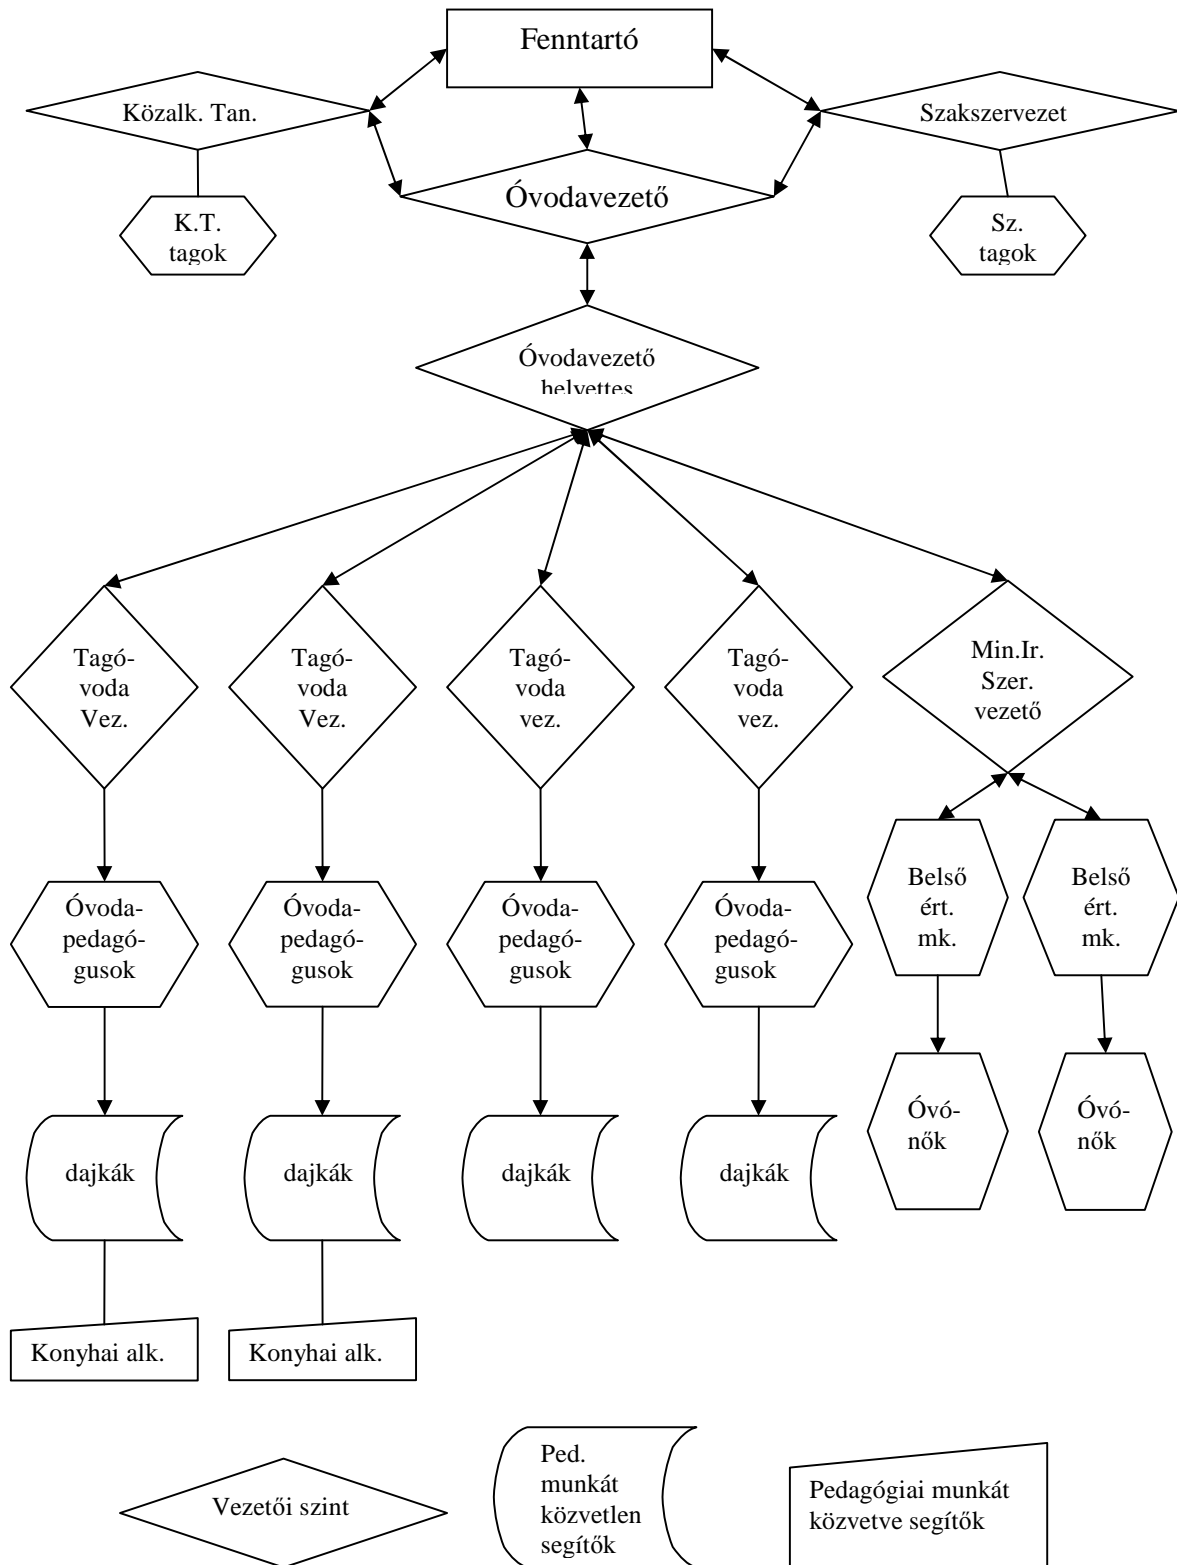 Fenntartó
Közalk. Tan.
Szakszervezet
Óvodavezető
K.T.
tagok
Sz.
tagok
Óvodavezető
helyettes
Tagó-
voda
Vez.
Tagó-
voda
Vez.
Tagó-
voda
vez.
Tagó-
voda
vez.
Min.Ir.
Szer.
vezető
Belső
ért.
mk.
Belső
ért.
mk.
Óvoda-
pedagó-
gusok
Óvoda-
pedagó-
gusok
Óvoda-
pedagó-
gusok
Óvoda-
pedagó-
gusok
Óvó-
nők
Óvó-
nők
dajkák
dajkák
dajkák
dajkák
Konyhai alk.
Konyhai alk.
Vezetői szint
Ped.
munkát
közvetlen
segítők
Pedagógiai munkát
közvetve segítők